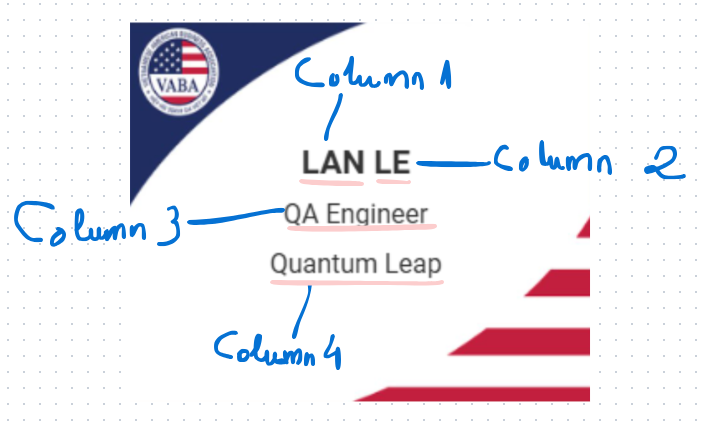 VABA
Column 1
LAN LE
Column 2
QA Engineer
Column 3
Quantum Leap
Column 4